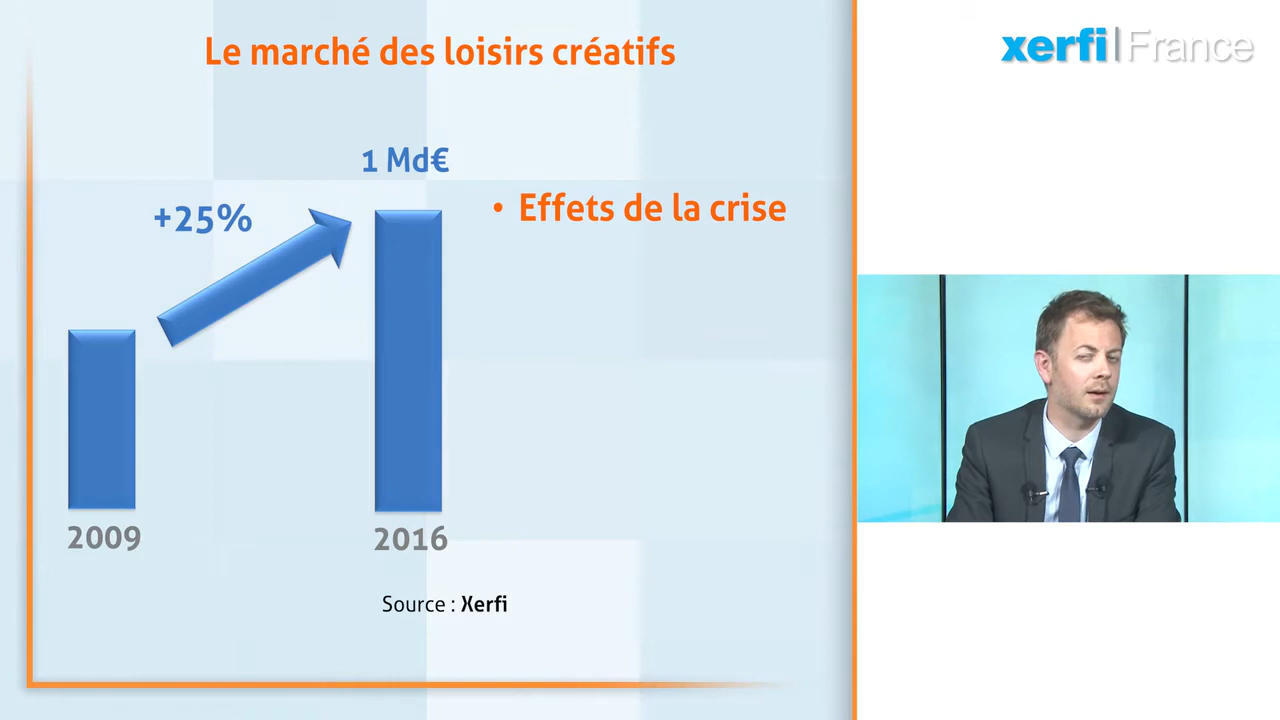 Le marché des loisirs créatifs
xerfi France
1 Md€
+25%
• Effets de la crise
2009
2016
Source : Xerfi